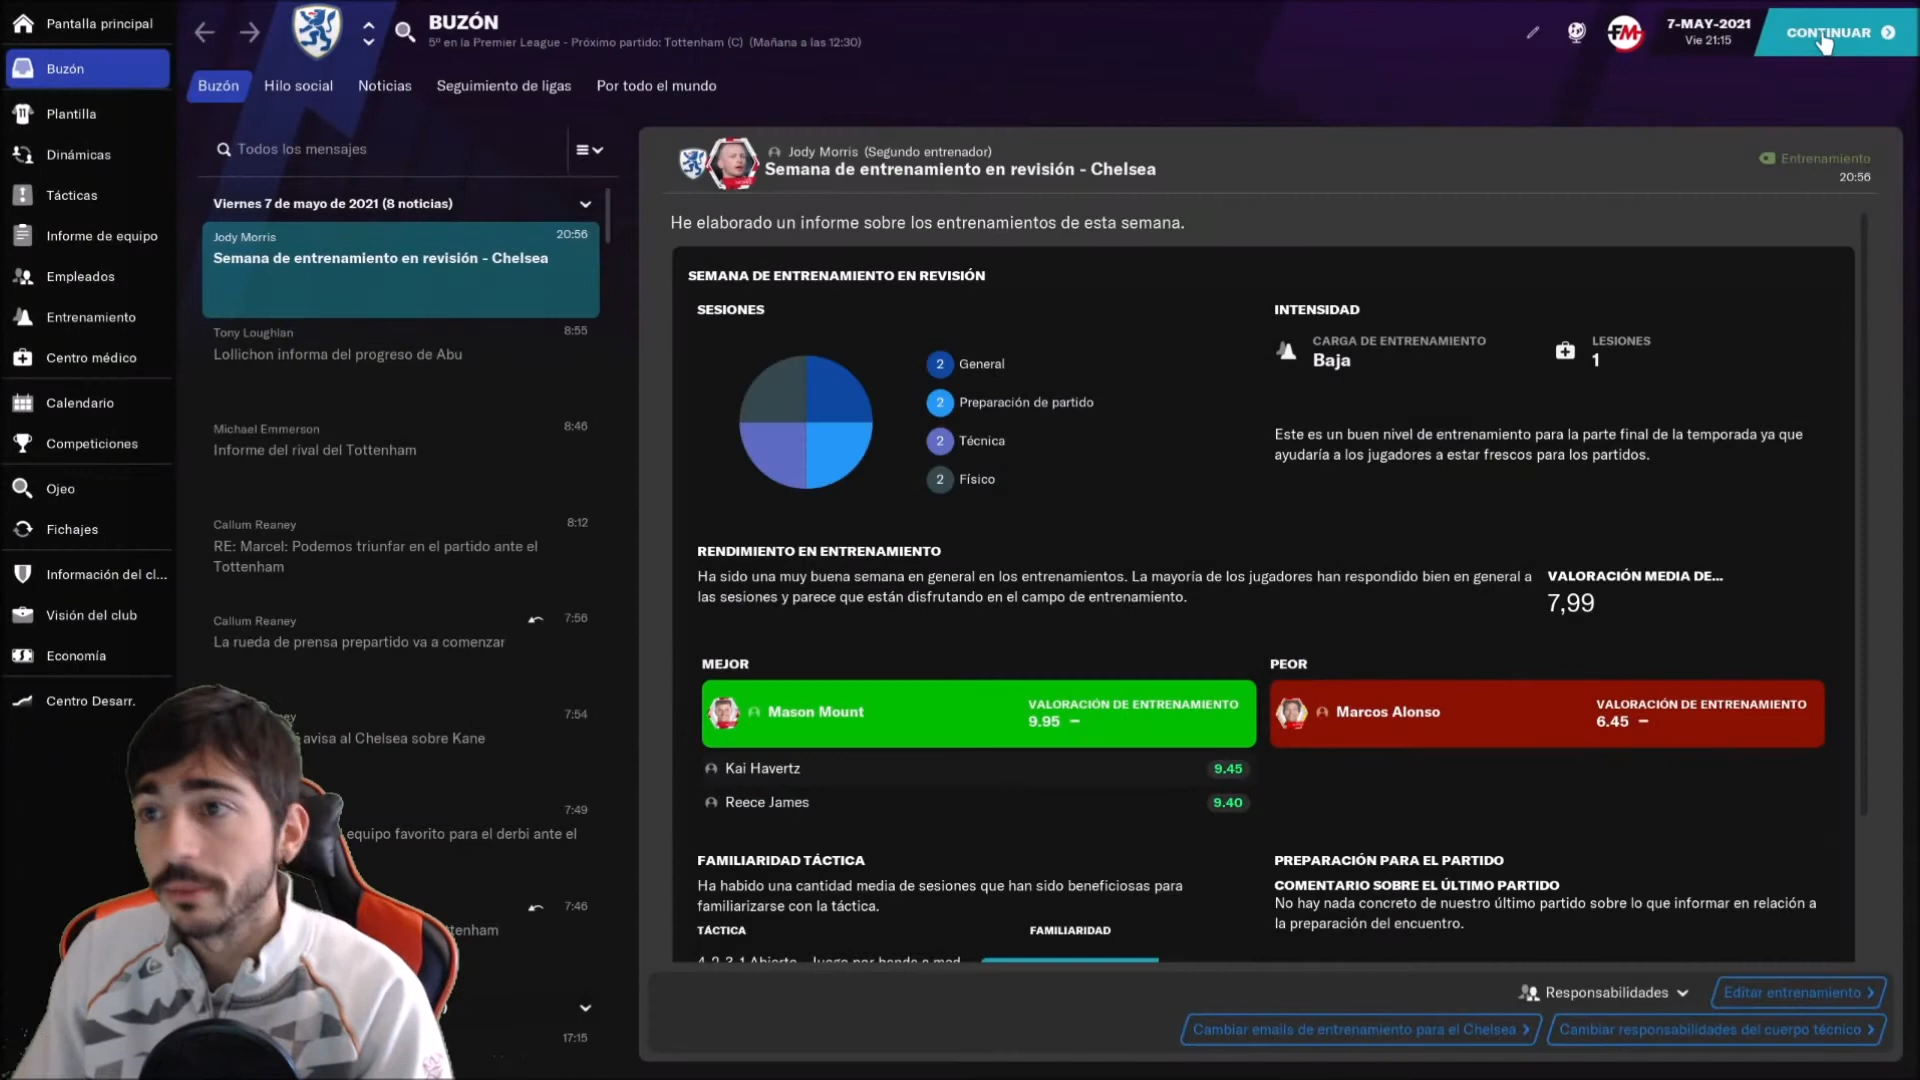 Pantalla principal
Buzón
Plantilla
Dinámicas
Tácticas
Informe de equipo
Empleados
Entrenamiento
Centro médico
Calendario
Competiciones
Ojeo
Fichajes
Información del cl...
Visión del club
Economía
Centro Desarr.
BUZÓN
5º en la Premier League - Próximo partido: Tottenham (C) (Mañana a las 12:30)
FM
7-MAY-2021
Vie 21:15
CONTINUAR
Buzón
Hilo social
Noticias
Seguimiento de ligas
Por todo el mundo
Todos los mensajes
Viernes 7 de mayo de 2021 (8 noticias)
Jody Morris 20:56
Semana de entrenamiento en revisión - Chelsea
Tony Loughlan 8:55
Lollichon informa del progreso de Abu
Michael Emmerson 8:46
Informe del rival del Tottenham
Callum Reaney 8:12
RE: Marcel: Podemos triunfar en el partido ante el
Tottenham
Callum Reaney 7:56
La rueda de prensa prepartido va a comenzar
7:54
avisa al Chelsea sobre Kane
7:49
equipo favorito para el derbi ante el
7:46
17:15
Jody Morris (Segundo entrenador)
Semana de entrenamiento en revisión - Chelsea
Entrenamiento
20:56
He elaborado un informe sobre los entrenamientos de esta semana.
SEMANA DE ENTRENAMIENTO EN REVISIÓN
SESIONES
2 General
2 Preparación de partido
2 Técnica
2 Físico
INTENSIDAD
CARGA DE ENTRENAMIENTO
Baja
LESIONES
1
Este es un buen nivel de entrenamiento para la parte final de la temporada ya que
ayudaría a los jugadores a estar frescos para los partidos.
RENDIMIENTO EN ENTRENAMIENTO
Ha sido una muy buena semana en general en los entrenamientos. La mayoría de los jugadores han respondido bien en general a
las sesiones y parece que están disfrutando en el campo de entrenamiento.
VALORACIÓN MEDIA DE...
7,99
MEJOR
Mason Mount
VALORACIÓN DE ENTRENAMIENTO
9.95 –
Kai Havertz 9.45
Reece James 9.40
PEOR
Marcos Alonso
VALORACIÓN DE ENTRENAMIENTO
6.45 –
FAMILIARIDAD TÁCTICA
Ha habido una cantidad media de sesiones que han sido beneficiosas para
familiarizarse con la táctica.
TÁCTICA FAMILIARIDAD
PREPARACIÓN PARA EL PARTIDO
COMENTARIO SOBRE EL ÚLTIMO PARTIDO
No hay nada concreto de nuestro último partido sobre lo que informar en relación a
la preparación del encuentro.
Responsabilidades
Editar entrenamiento
Cambiar emails de entrenamiento para el Chelsea
Cambiar responsabilidades del cuerpo técnico